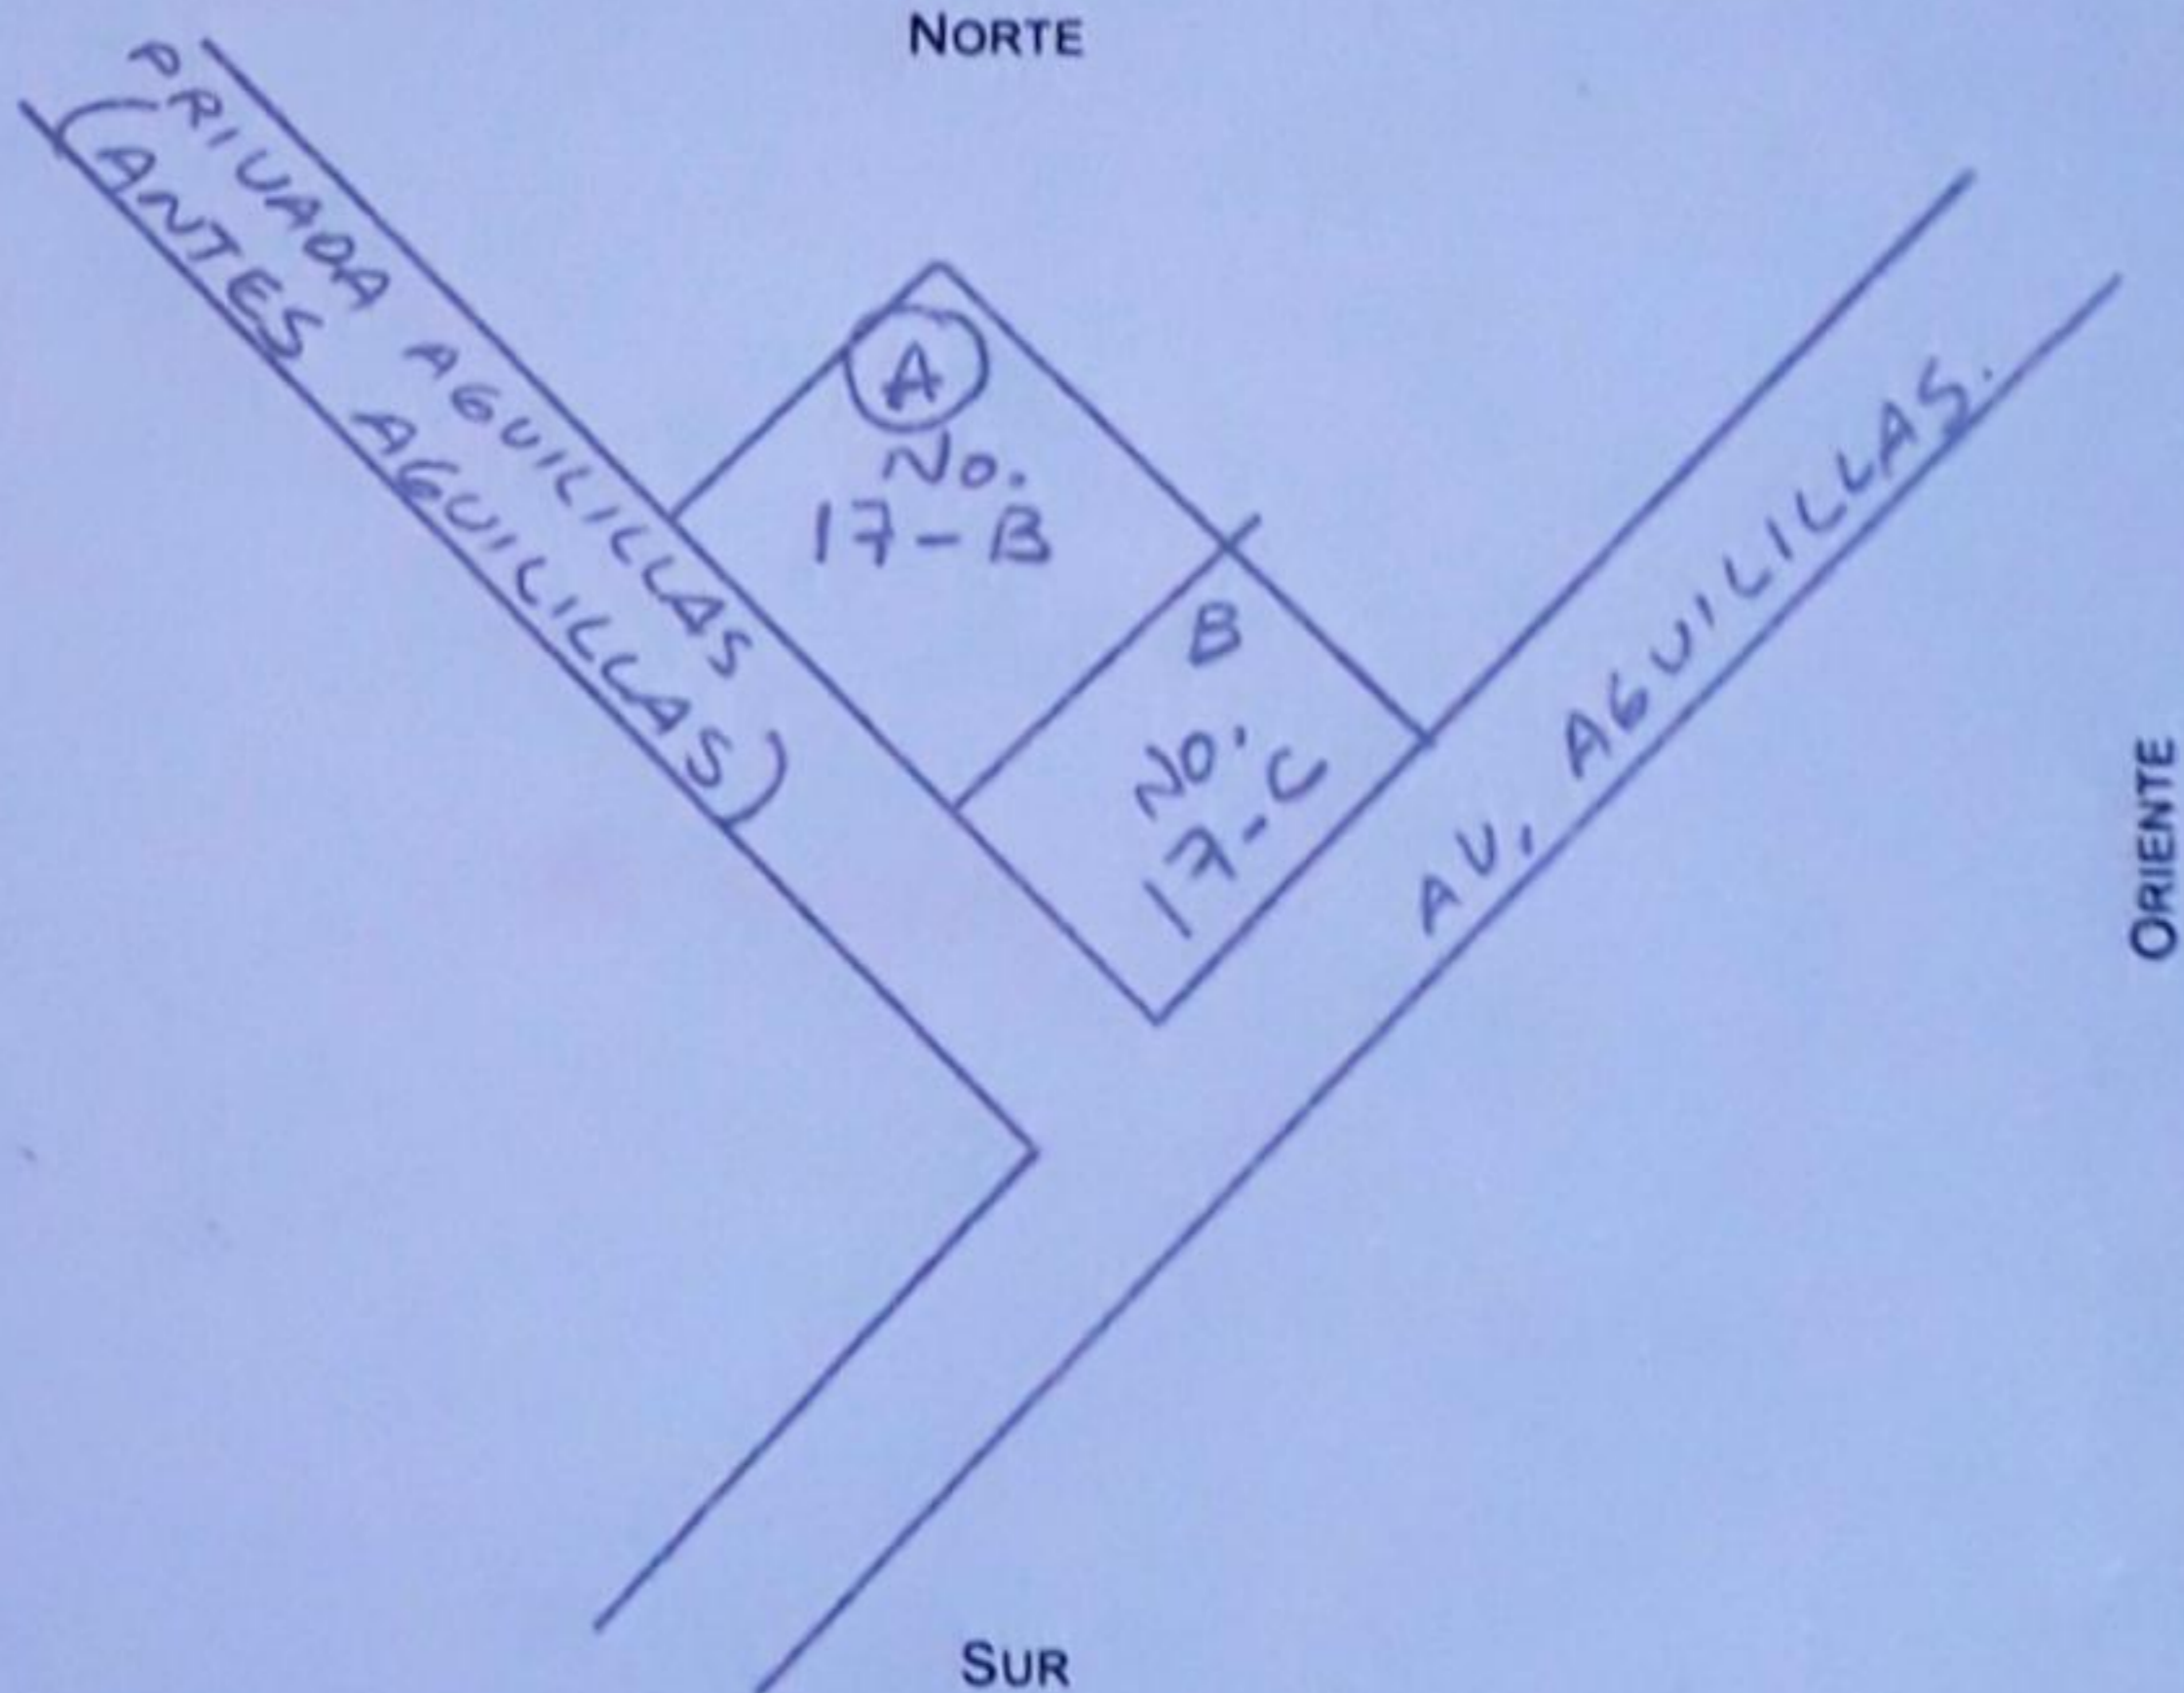 NORTE
PRIVADA AGUILILLAS
(ANTES AGUILILLAS)
A
No.
17-B
B
No.
17-C
AV. AGUILILLAS.
ORIENTE
SUR